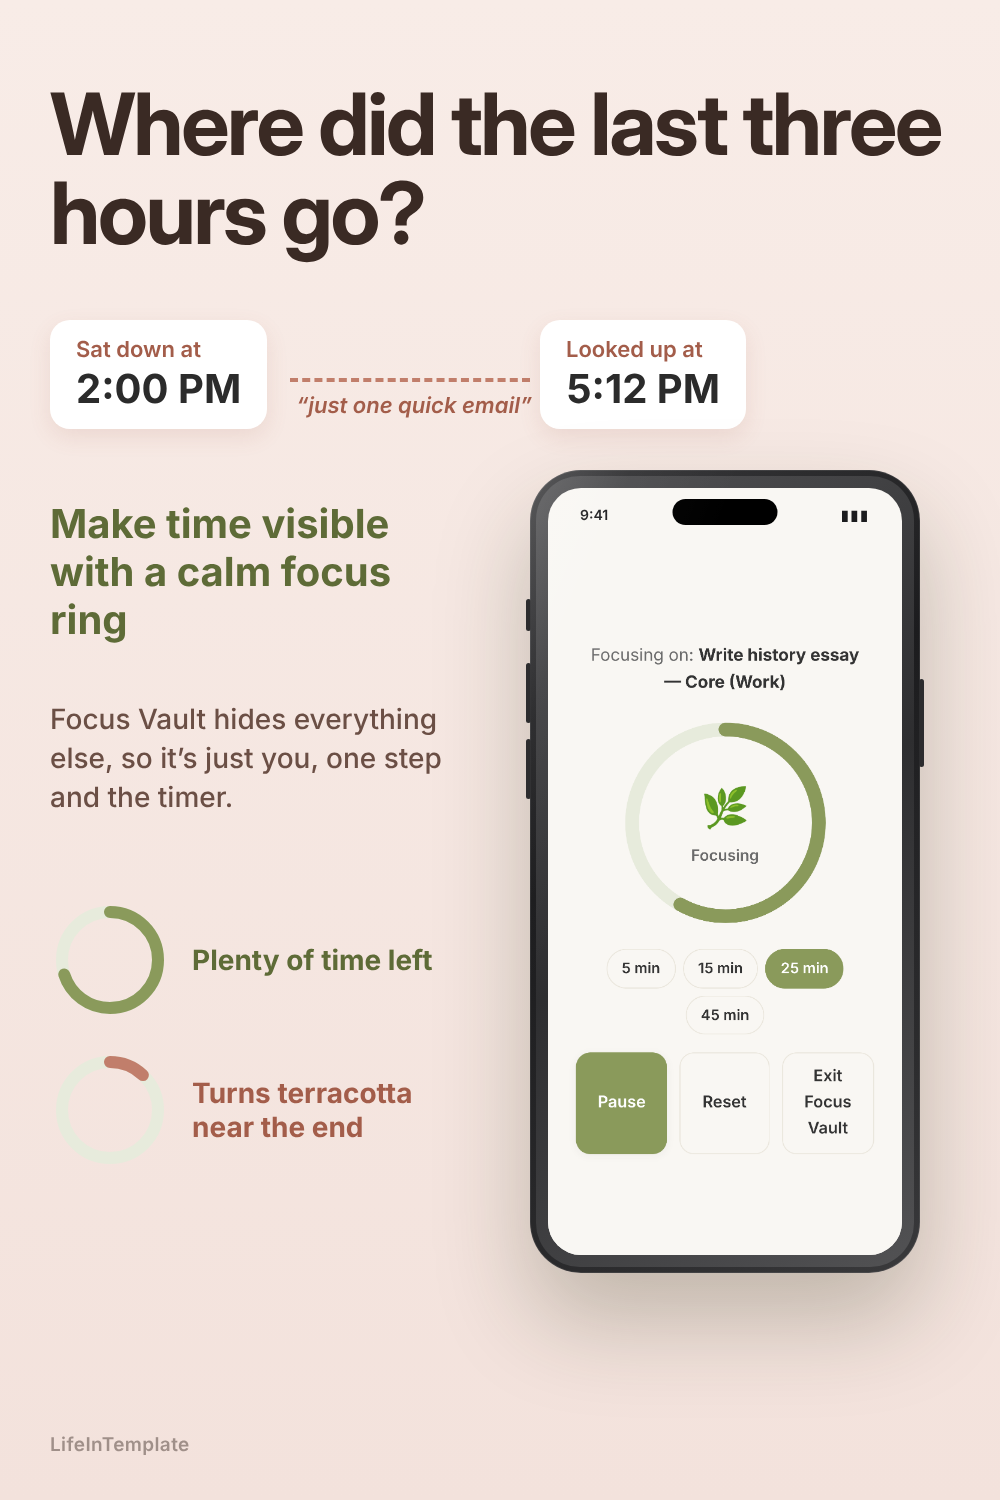 Where did the last three
hours go?
Sat down at
2:00 PM
“just one quick email”
Looked up at
5:12 PM
Make time visible
with a calm focus
ring
Focus Vault hides everything
else, so it’s just you, one step
and the timer.
Plenty of time left
Turns terracotta
near the end
9:41
Focusing on: Write history essay
— Core (Work)
Focusing
5 min
15 min
25 min
45 min
Pause
Reset
Exit
Focus
Vault
LifeInTemplate